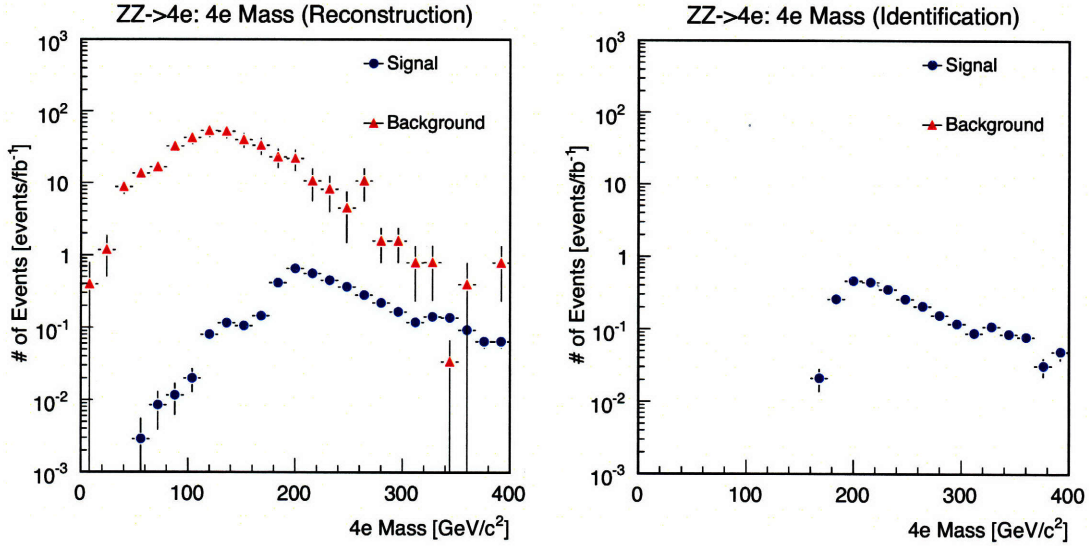 ZZ->4e: 4e Mass (Reconstruction)
# of Events [events/fb⁻¹]
10³
10²
10
1
10⁻¹
10⁻²
10⁻³
Signal
Background
0 100 200 300 400
4e Mass [GeV/c²]
ZZ->4e: 4e Mass (Identification)
# of Events [events/fb⁻¹]
10³
10²
10
1
10⁻¹
10⁻²
10⁻³
Signal
Background
0 100 200 300 400
4e Mass [GeV/c²]